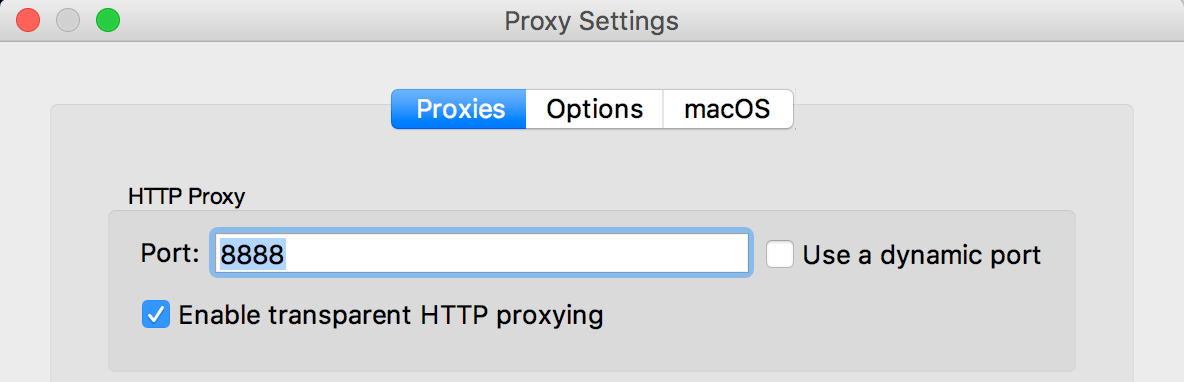 Proxy Settings
Proxies Options macOS
HTTP Proxy
Port: 8888 Use a dynamic port
Enable transparent HTTP proxying